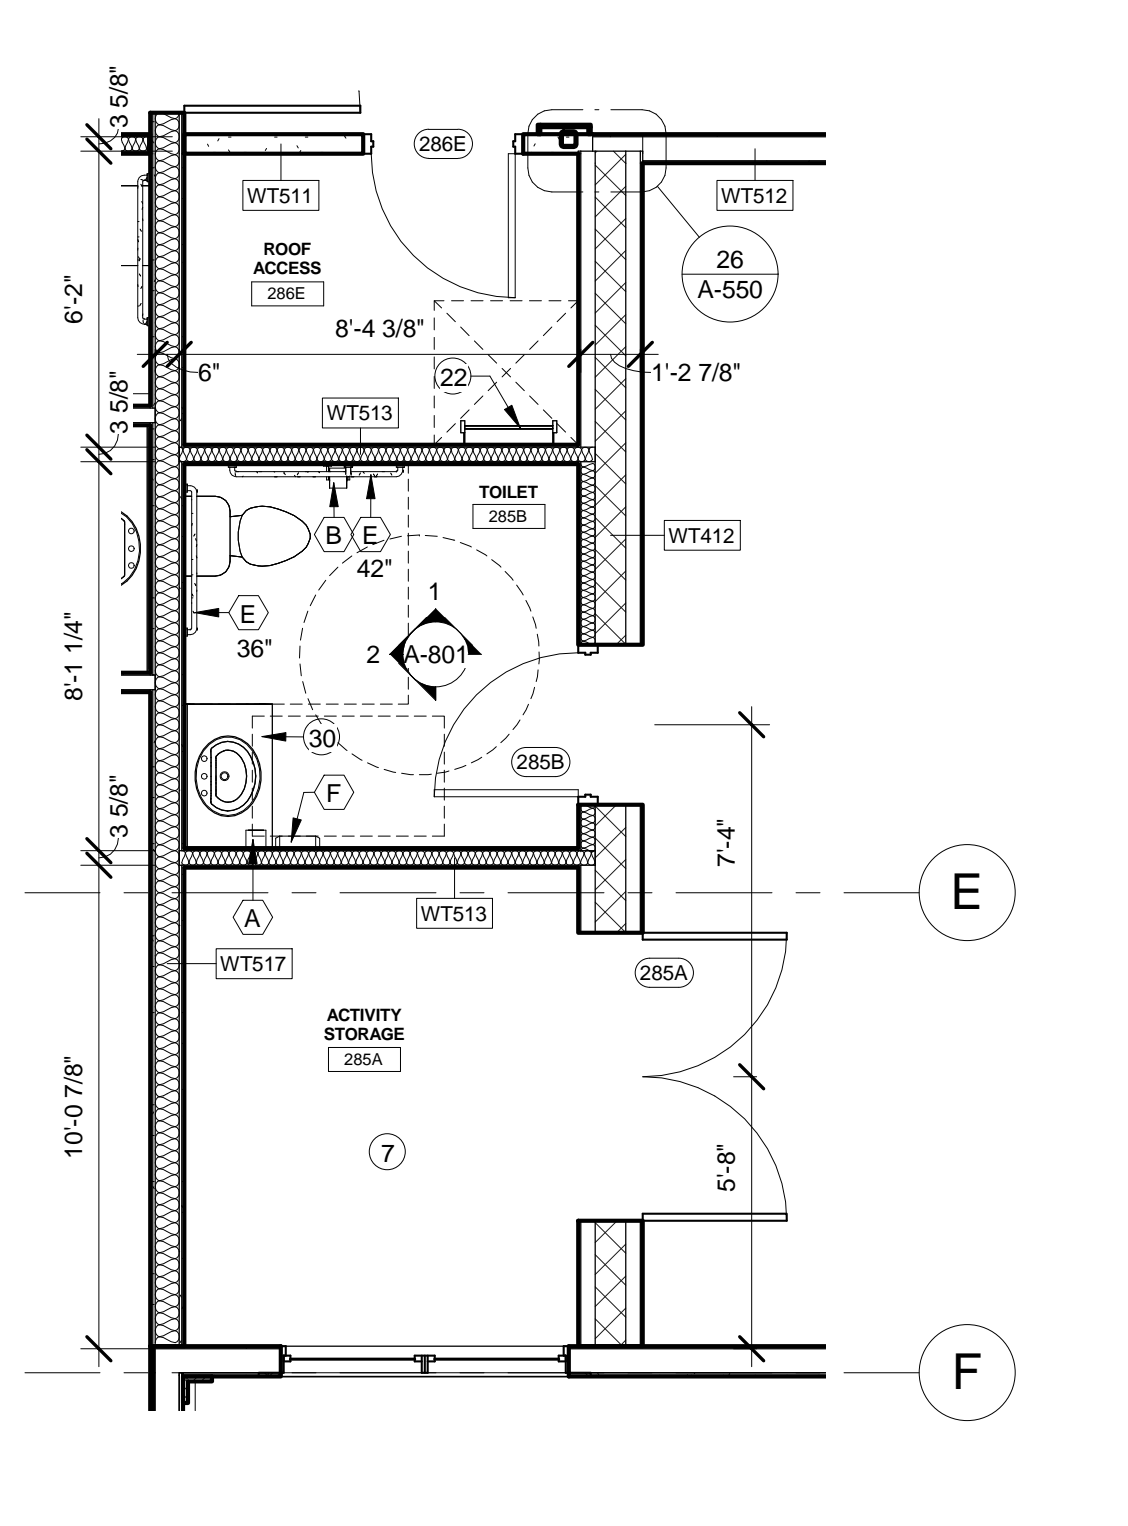 3 5/8"
286E
WT511
WT512
ROOF
ACCESS
286E
26
A-550
6'-2"
8'-4 3/8"
6"
22
1'-2 7/8"
3 5/8"
WT513
TOILET
285B
B
E
42"
WT412
1
E
36"
2
A-801
8'-1 1/4"
30
285B
F
3 5/8"
7'-4"
E
A
WT513
WT517
285A
ACTIVITY
STORAGE
285A
10'-0 7/8"
7
5'-8"
F